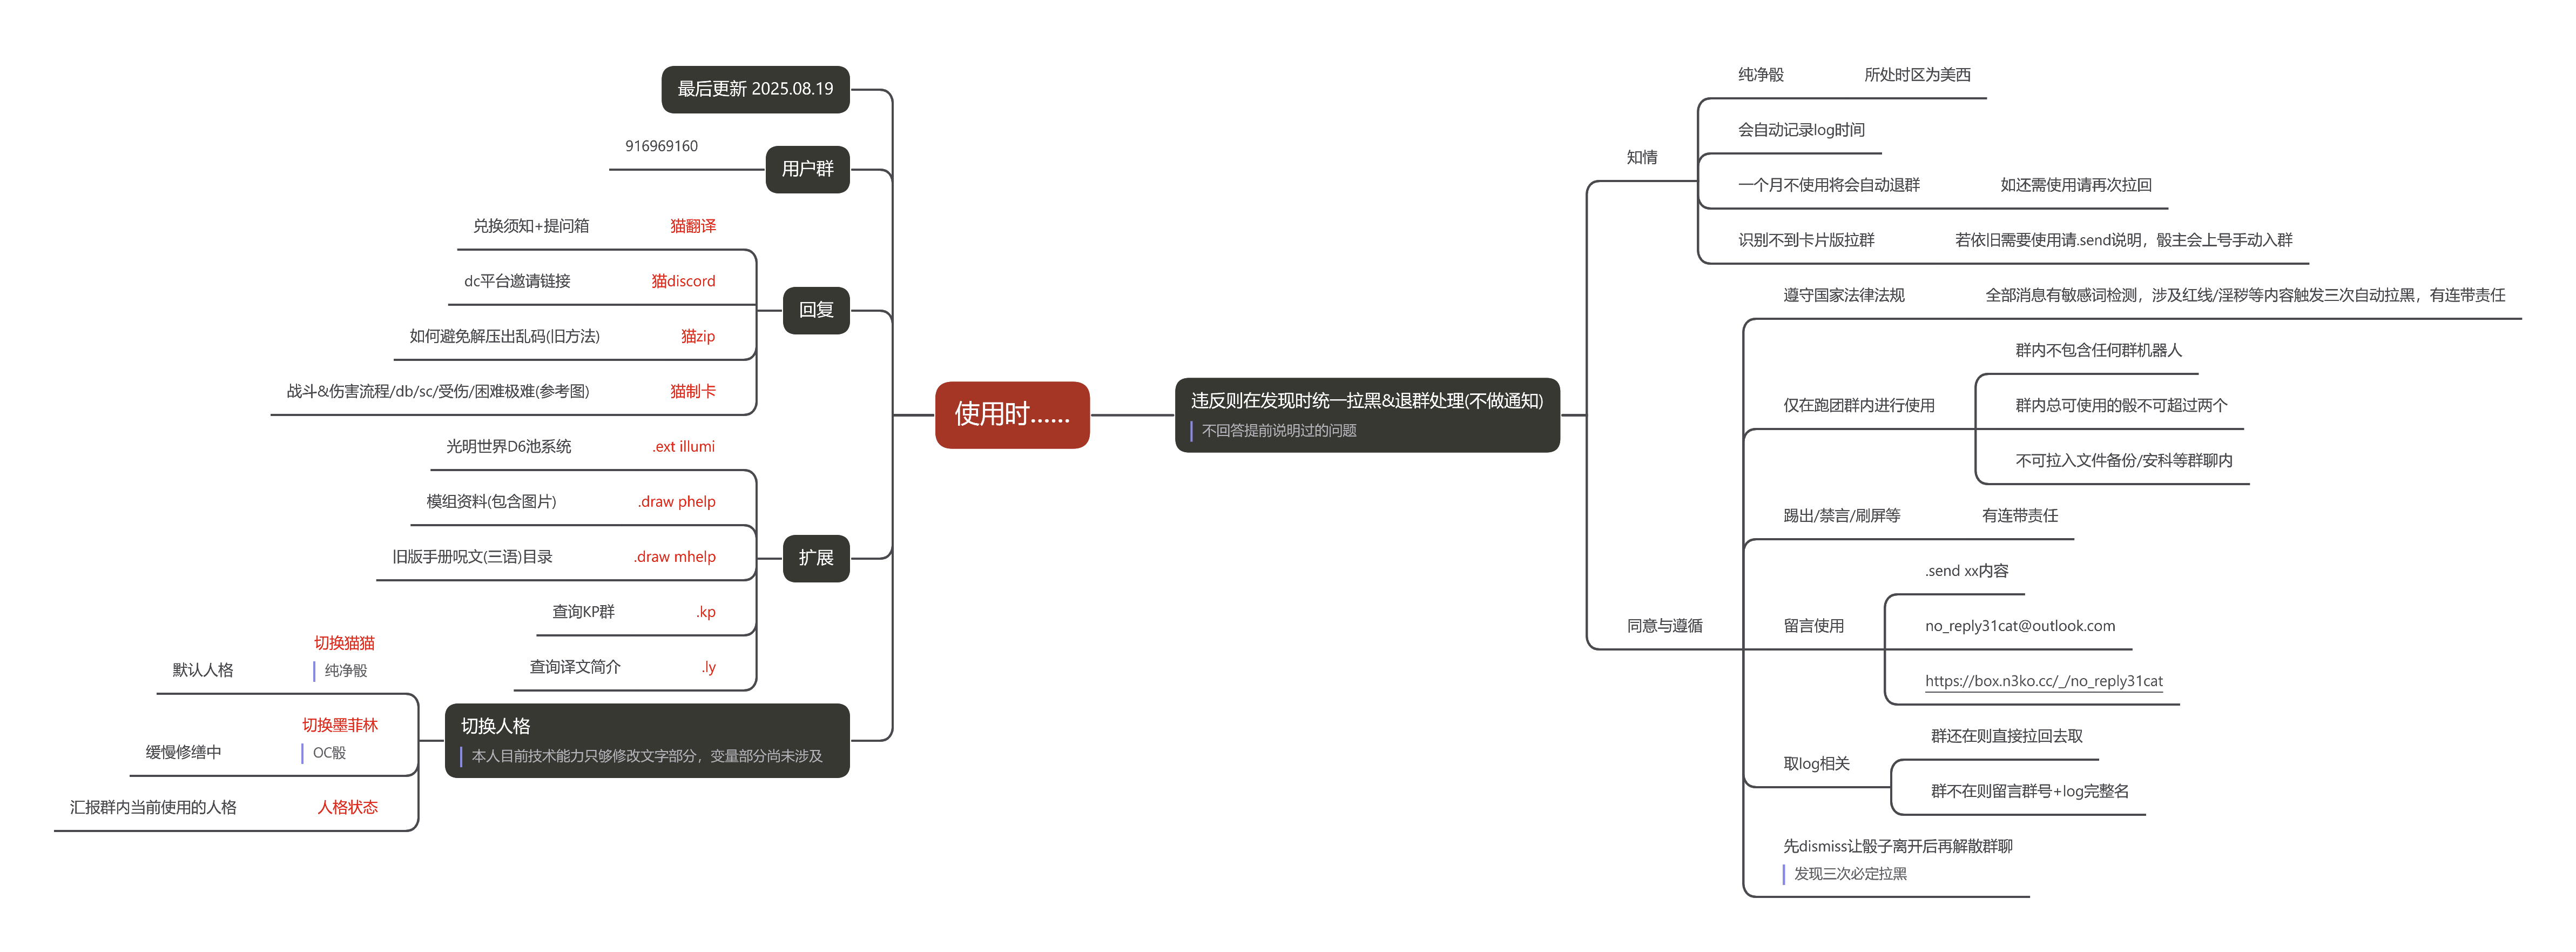 使用时……
最后更新 2025.08.19
用户群
916969160
回复
猫翻译
兑换须知+提问箱
猫discord
dc平台邀请链接
猫zip
如何避免解压出乱码(旧方法)
猫制卡
战斗&伤害流程/db/sc/受伤/困难极难(参考图)
扩展
.ext illumi
光明世界D6池系统
.draw phelp
模组资料(包含图片)
.draw mhelp
旧版手册呪文(三语)目录
.kp
查询KP群
.ly
查询译文简介
切换人格
本人目前技术能力只够修改文字部分，变量部分尚未涉及
切换猫猫
纯净骰
默认人格
切换墨菲林
OC骰
缓慢修缮中
人格状态
汇报群内当前使用的人格
违反则在发现时统一拉黑&退群处理(不做通知)
不回答提前说明过的问题
知情
纯净骰
所处时区为美西
会自动记录log时间
一个月不使用将会自动退群
如还需使用请再次拉回
识别不到卡片版拉群
若依旧需要使用请.send说明，骰主会上号手动入群
同意与遵循
遵守国家法律法规
全部消息有敏感词检测，涉及红线/淫秽等内容触发三次自动拉黑，有连带责任
仅在跑团群内进行使用
群内不包含任何群机器人
群内总可使用的骰不可超过两个
不可拉入文件备份/安科等群聊内
踢出/禁言/刷屏等
有连带责任
留言使用
.send xx内容
no_reply31cat@outlook.com
https://box.n3ko.cc/_/no_reply31cat
取log相关
群还在则直接拉回去取
群不在则留言群号+log完整名
先dismiss让骰子离开后再解散群聊
发现三次必定拉黑